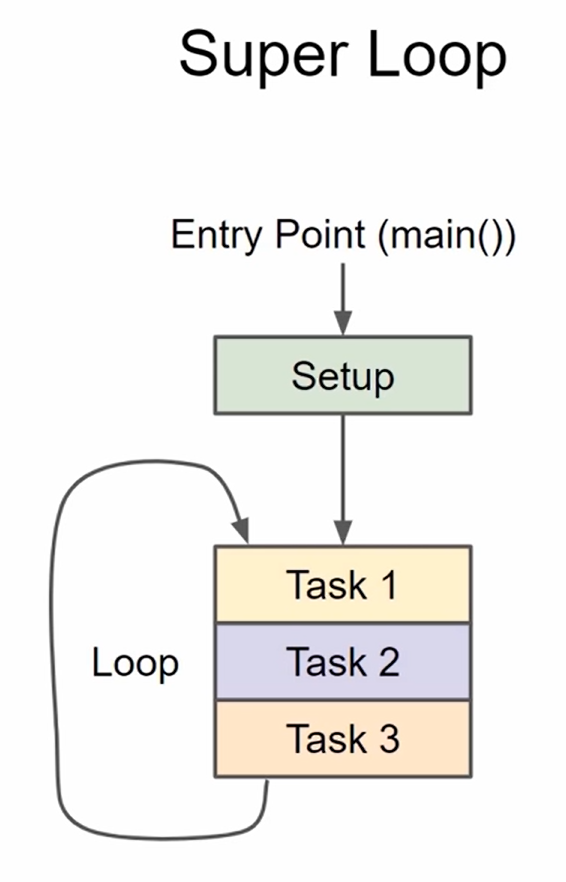 Super Loop
Entry Point (main())
Setup
Task 1
Loop
Task 2
Task 3